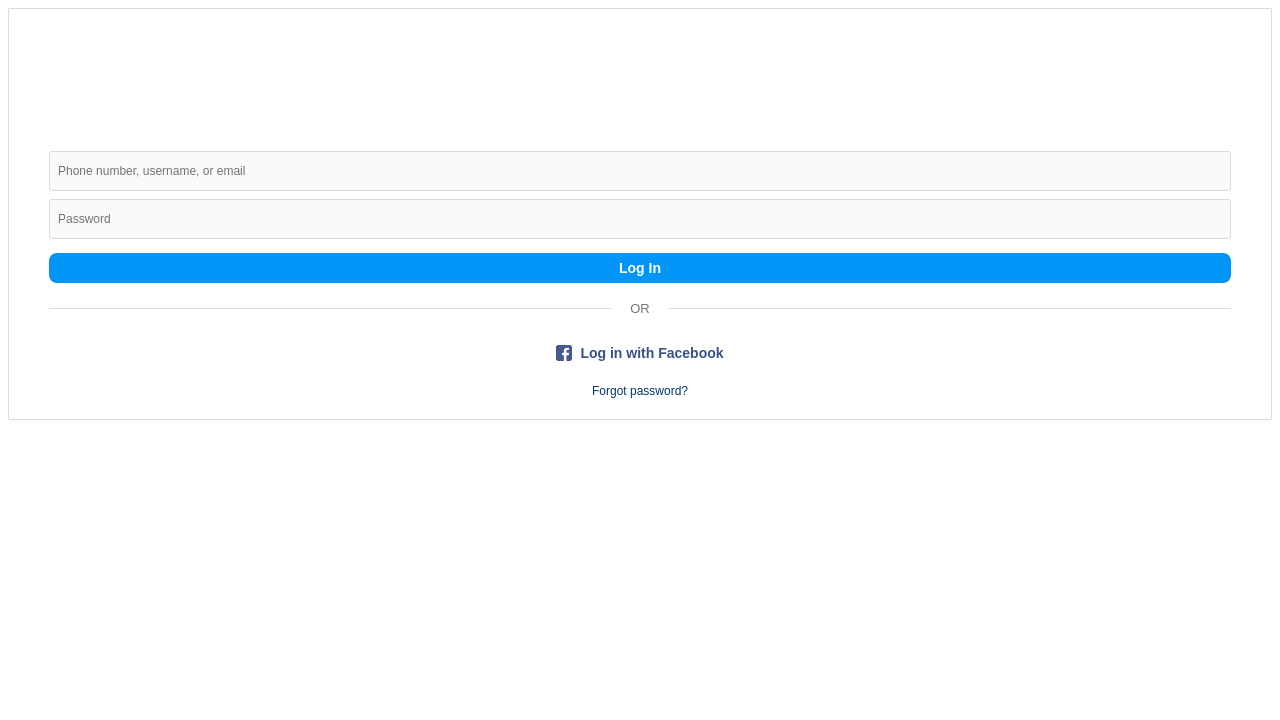 Phone number, username, or email
Password
Log In
OR
Log in with Facebook
Forgot password?